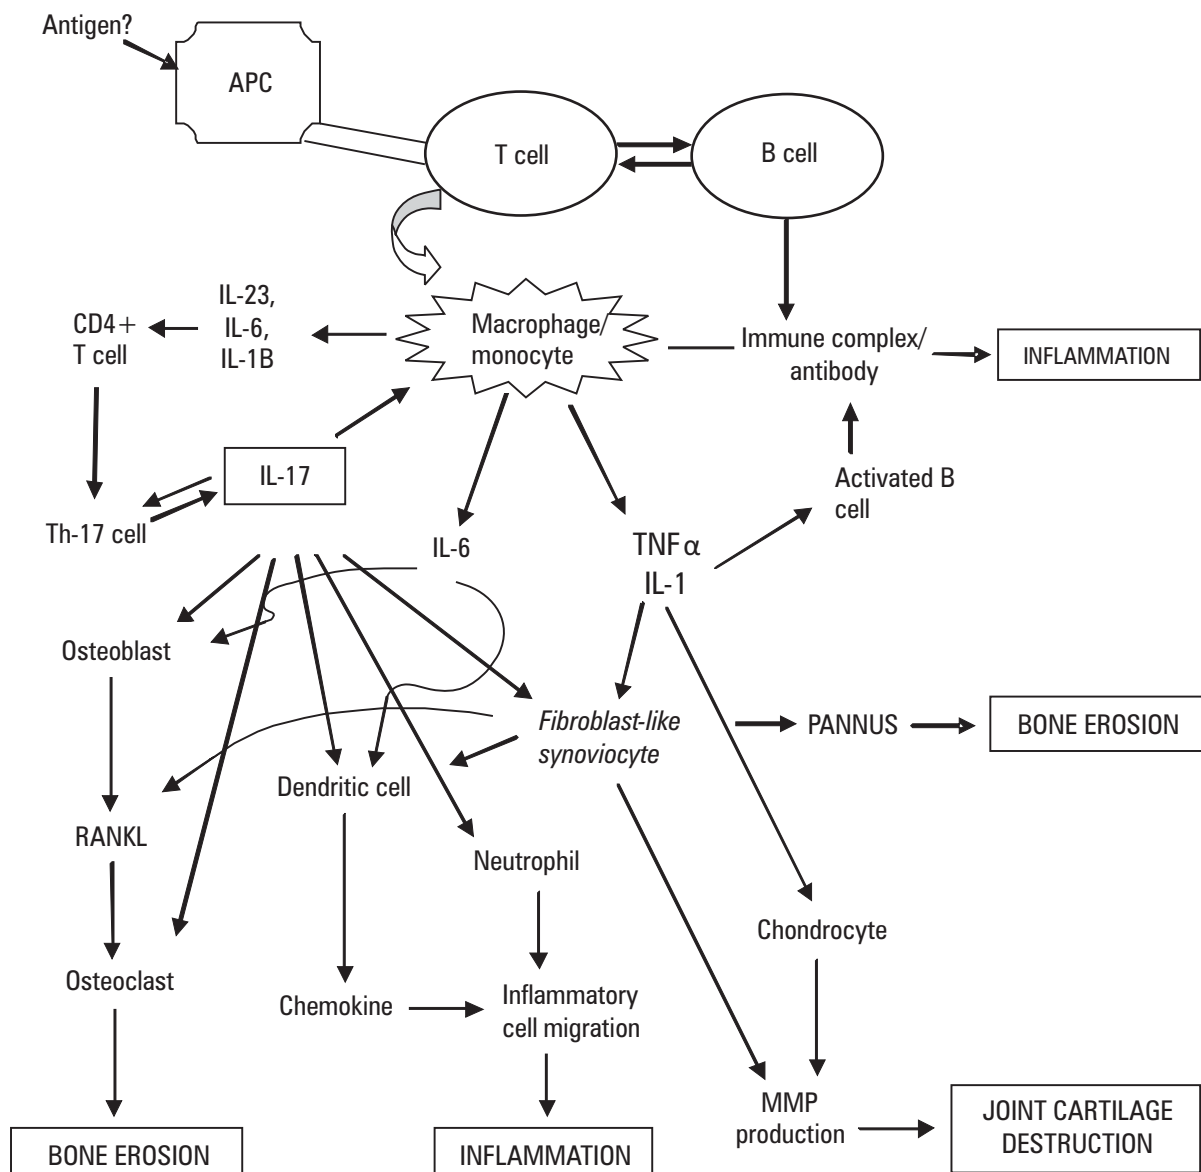 Antigen?
APC
T cell
B cell
IL-23,
IL-6,
IL-1B
CD4+
T cell
Macrophage/
monocyte
Immune complex/
antibody
INFLAMMATION
IL-17
Activated B
cell
Th-17 cell
IL-6
TNFα
IL-1
Osteoblast
Fibroblast-like
synoviocyte
PANNUS
BONE EROSION
Dendritic cell
RANKL
Neutrophil
Chondrocyte
Osteoclast
Chemokine
Inflammatory
cell migration
MMP
production
JOINT CARTILAGE
DESTRUCTION
BONE EROSION
INFLAMMATION